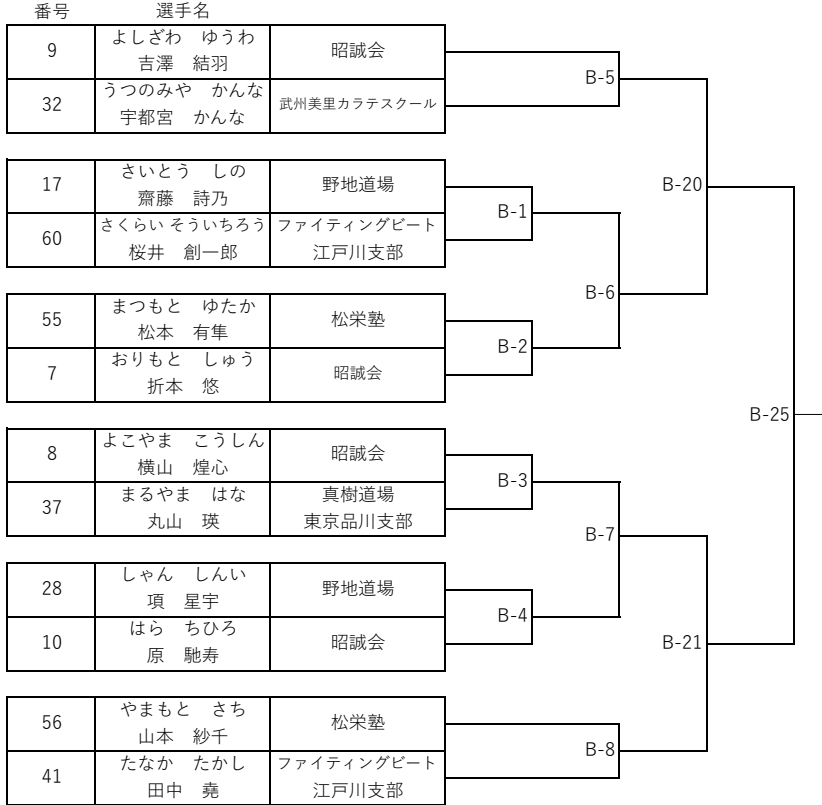 番号 選手名
9 よしざわ ゆうわ 昭誠会
吉澤 結羽
B-5
32 うつのみや かんな 武州美里カラテスクール
宇都宮 かんな
17 さいとう しの 野地道場
齋藤 詩乃
B-20
B-1
60 さくらい そういちろう ファイティングビート
桜井 創一郎 江戸川支部
B-6
55 まつもと ゆたか 松栄塾
松本 有隼
B-2
7 おりもと しゅう 昭誠会
折本 悠
B-25
8 よこやま こうしん 昭誠会
横山 煌心
B-3
37 まるやま はな 真樹道場
丸山 瑛 東京品川支部
B-7
28 しゃん しんい 野地道場
項 星宇
B-4
10 はら ちひろ 昭誠会
原 馳寿
B-21
56 やまもと さち 松栄塾
山本 紗千
B-8
41 たなか たかし ファイティングビート
田中 堯 江戸川支部